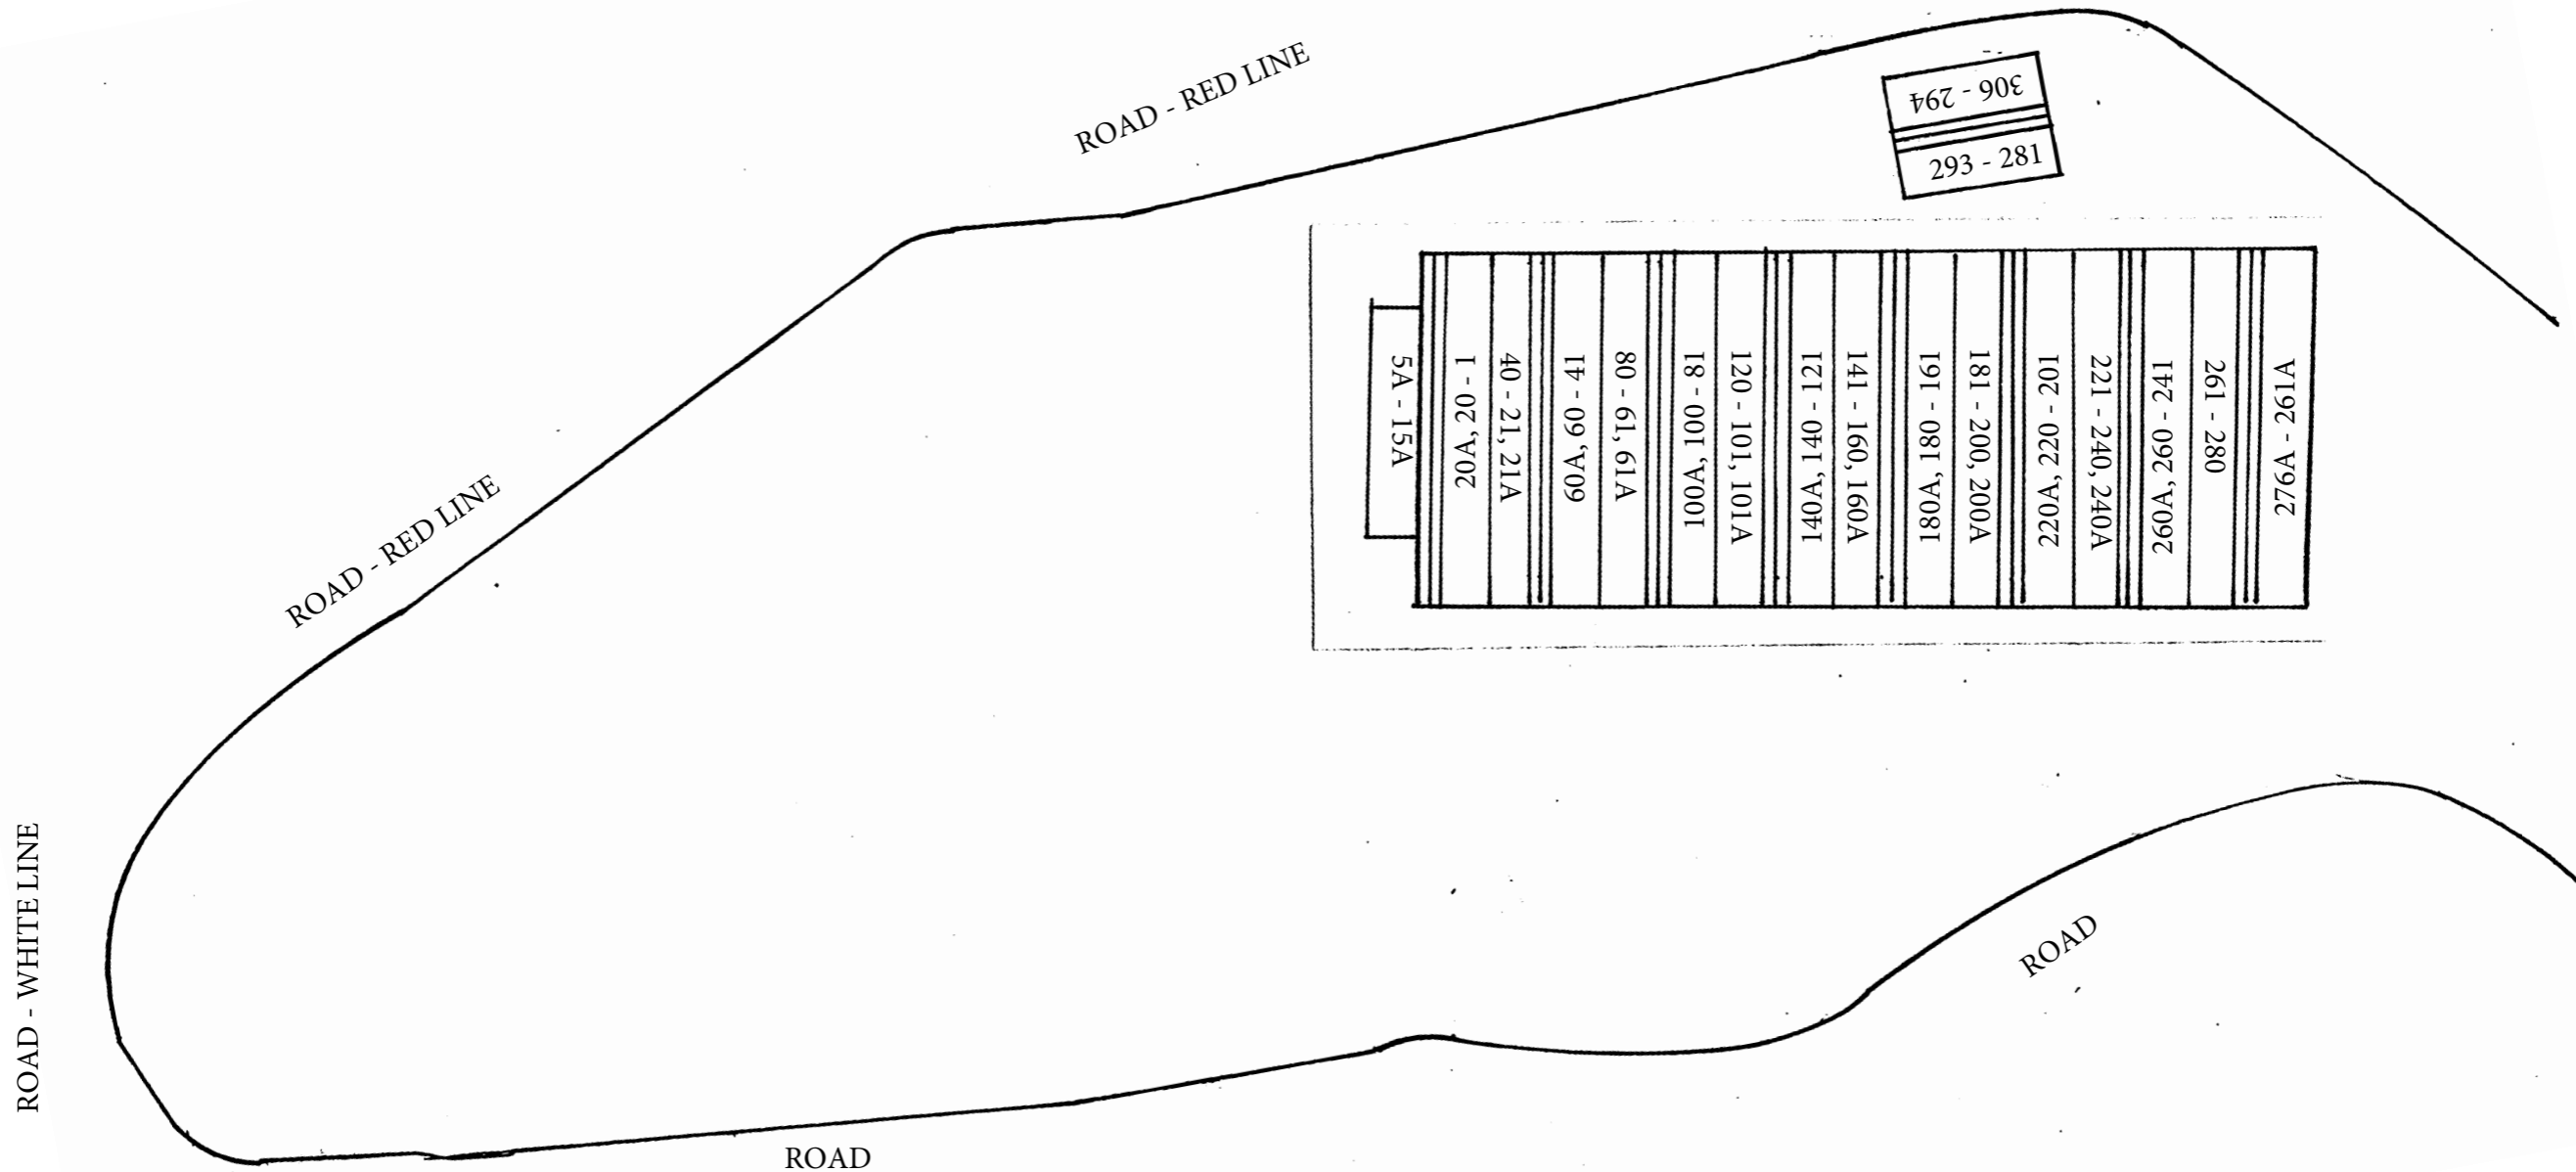 ROAD - RED LINE
306 - 294
293 - 281
5A - 15A
20A, 20 - 1
40 - 21, 21A
60A, 60 - 41
80 - 61, 61A
100A, 100 - 81
120 - 101, 101A
140A, 140 - 121
141 - 160, 160A
180A, 180 - 161
181 - 200, 200A
220A, 220 - 201
221 - 240, 240A
260A, 260 - 241
261 - 280
276A - 261A
ROAD - RED LINE
ROAD - WHITE LINE
ROAD
ROAD